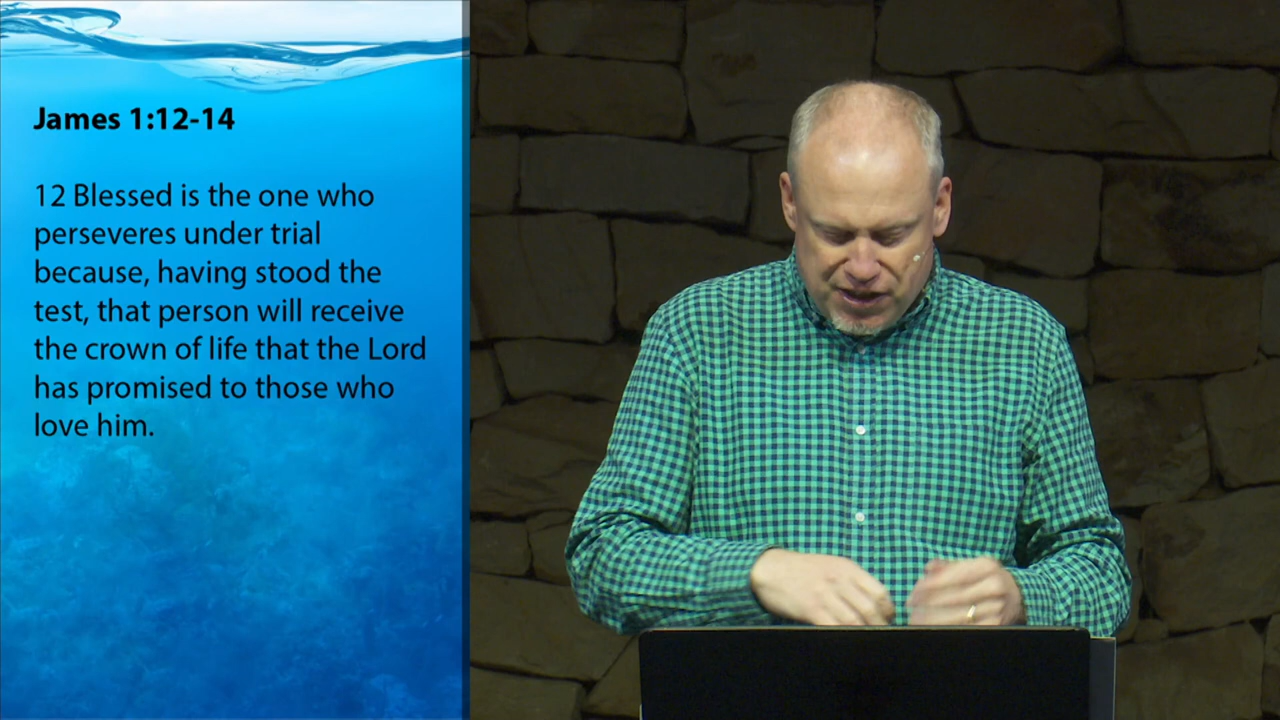 James 1:12-14
12 Blessed is the one who
perseveres under trial
because, having stood the
test, that person will receive
the crown of life that the Lord
has promised to those who
love him.